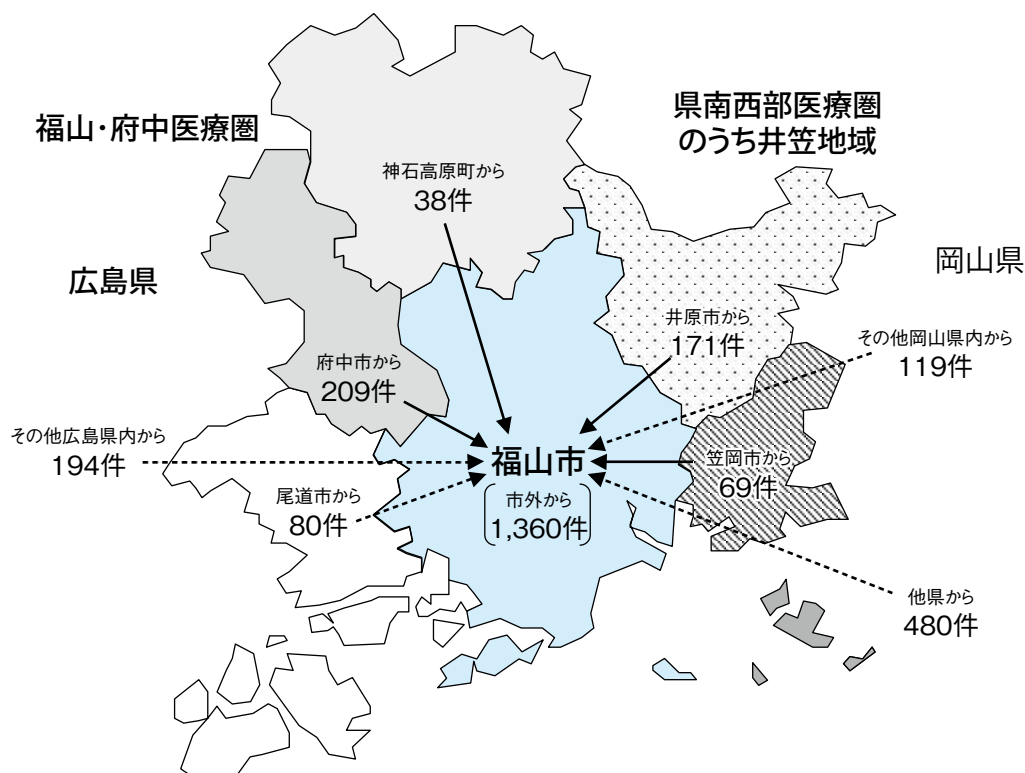 福山・府中医療圏
県南西部医療圏
のうち井笠地域
神石高原町から
38件
広島県
岡山県
井原市から
171件
その他岡山県内から
119件
府中市から
209件
その他広島県内から
194件
福山市
市外から
1,360件
笠岡市から
69件
尾道市から
80件
他県から
480件